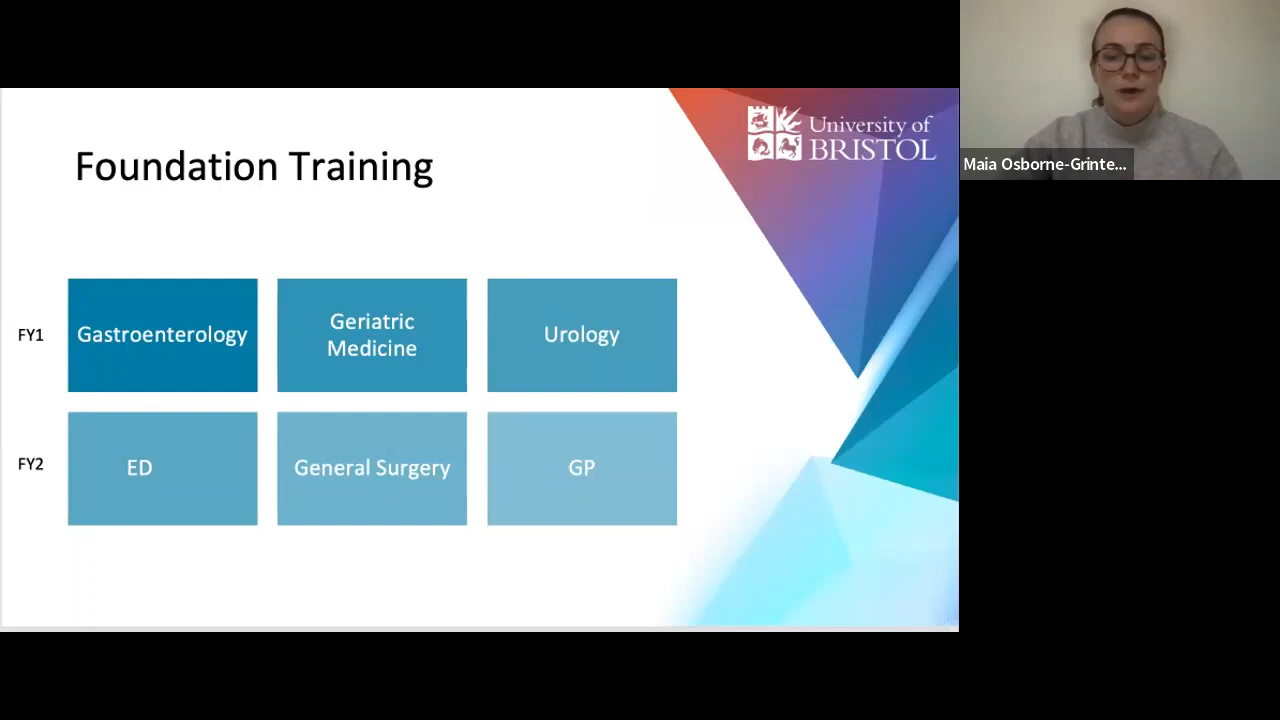 University of
BRISTOL
Foundation Training
FY1
Gastroenterology
Geriatric
Medicine
Urology
FY2
ED
General Surgery
GP
Maia Osborne-Grinte...